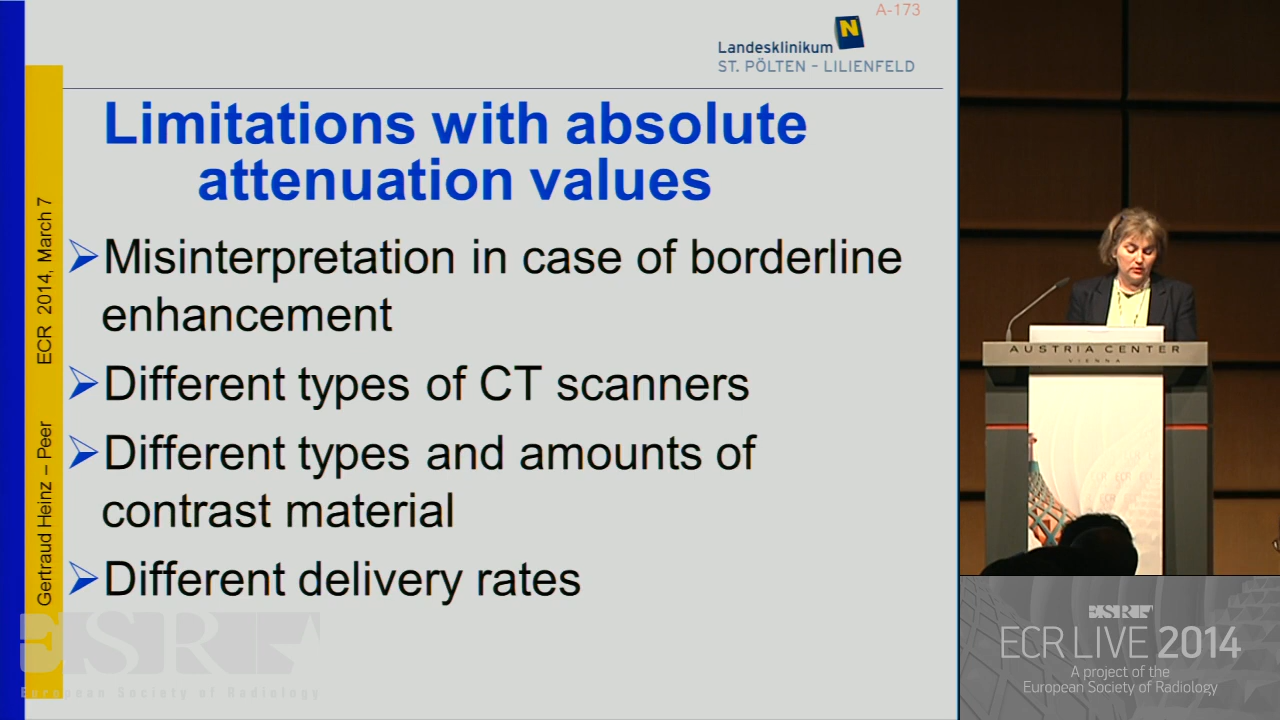 A-173
N
Landesklinikum
ST. PÖLTEN – LILIENFELD
Limitations with absolute
attenuation values
Misinterpretation in case of borderline
enhancement
Different types of CT scanners
Different types and amounts of
contrast material
Different delivery rates
Gertraud Heinz – Peer ECR 2014, March 7
ESR
European Society of Radiology
AUSTRIA CENTER
VIENNA
ESR
ECR LIVE 2014
A project of the
European Society of Radiology